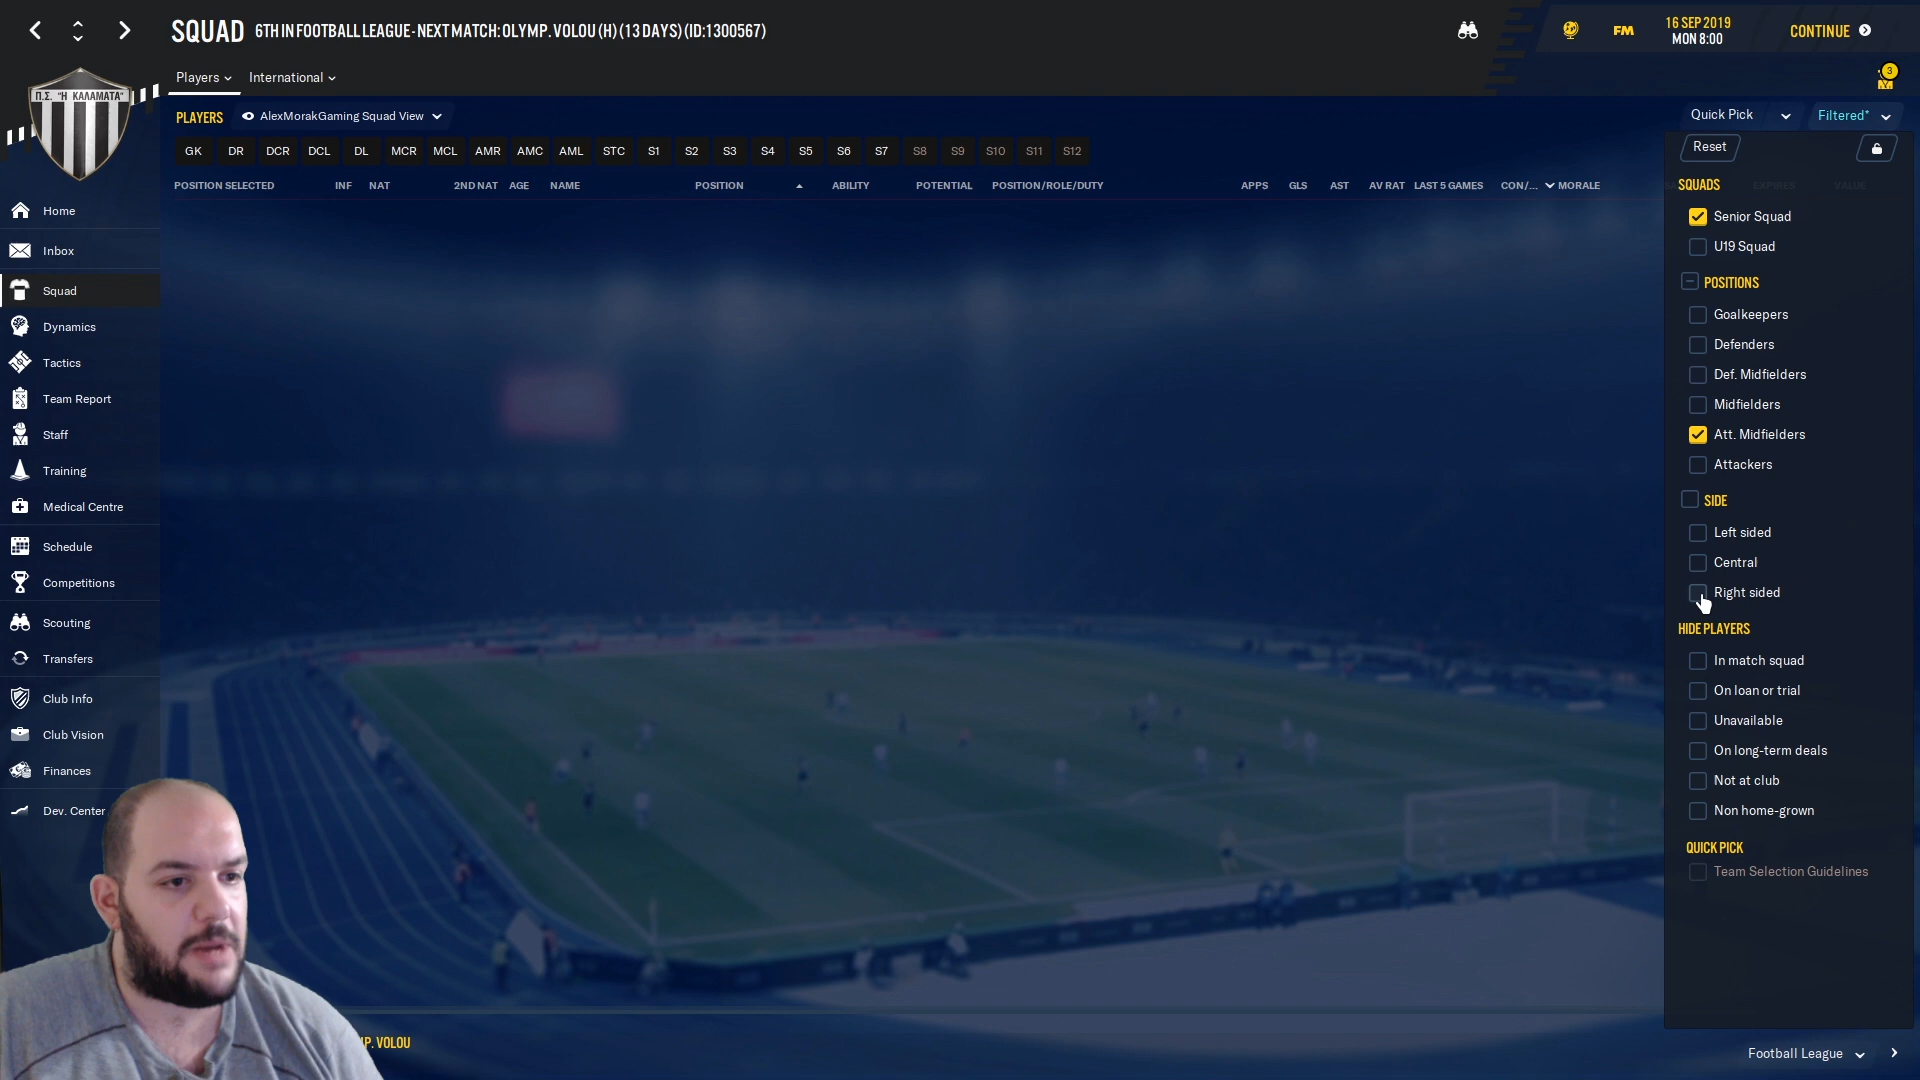 SQUAD
6TH IN FOOTBALL LEAGUE - NEXT MATCH: OLYMP. VOLOU (H) (13 DAYS) (ID:1300567)
FM
16 SEP 2019
MON 8:00
CONTINUE
Players
International
3
Π.Σ. "Η ΚΑΛΑΜΑΤΑ"
PLAYERS
AlexMorakGaming Squad View
Quick Pick
Filtered*
GK DR DCR DCL DL MCR MCL AMR AMC AML STC S1 S2 S3 S4 S5 S6 S7 S8 S9 S10 S11 S12
Reset
POSITION SELECTED INF NAT 2ND NAT AGE NAME POSITION ABILITY POTENTIAL POSITION/ROLE/DUTY APPS GLS AST AV RAT LAST 5 GAMES CON/... MORALE EXPIRES VALUE
SQUADS
Senior Squad
U19 Squad
POSITIONS
Goalkeepers
Defenders
Def. Midfielders
Midfielders
Att. Midfielders
Attackers
SIDE
Left sided
Central
Right sided
HIDE PLAYERS
In match squad
On loan or trial
Unavailable
On long-term deals
Not at club
Non home-grown
QUICK PICK
Team Selection Guidelines
Home
Inbox
Squad
Dynamics
Tactics
Team Report
Staff
Training
Medical Centre
Schedule
Competitions
Scouting
Transfers
Club Info
Club Vision
Finances
Dev. Center
P. VOLOU
Football League